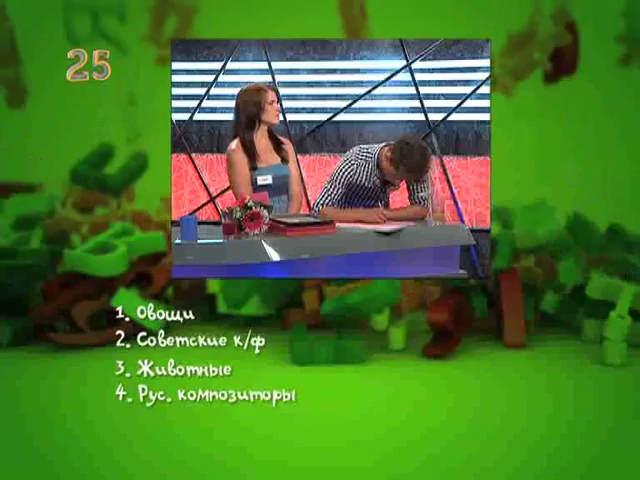 25
1. Овощи
2. Советские к/ф
3. Животные
4. Рус. композиторы